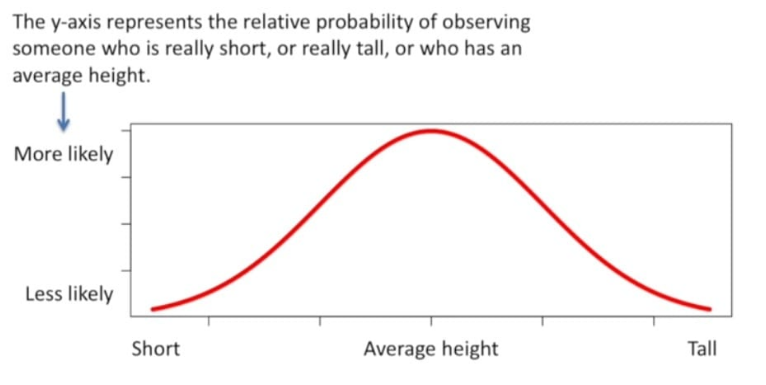 The y-axis represents the relative probability of observing
someone who is really short, or really tall, or who has an
average height.
More likely
Less likely
Short
Average height
Tall